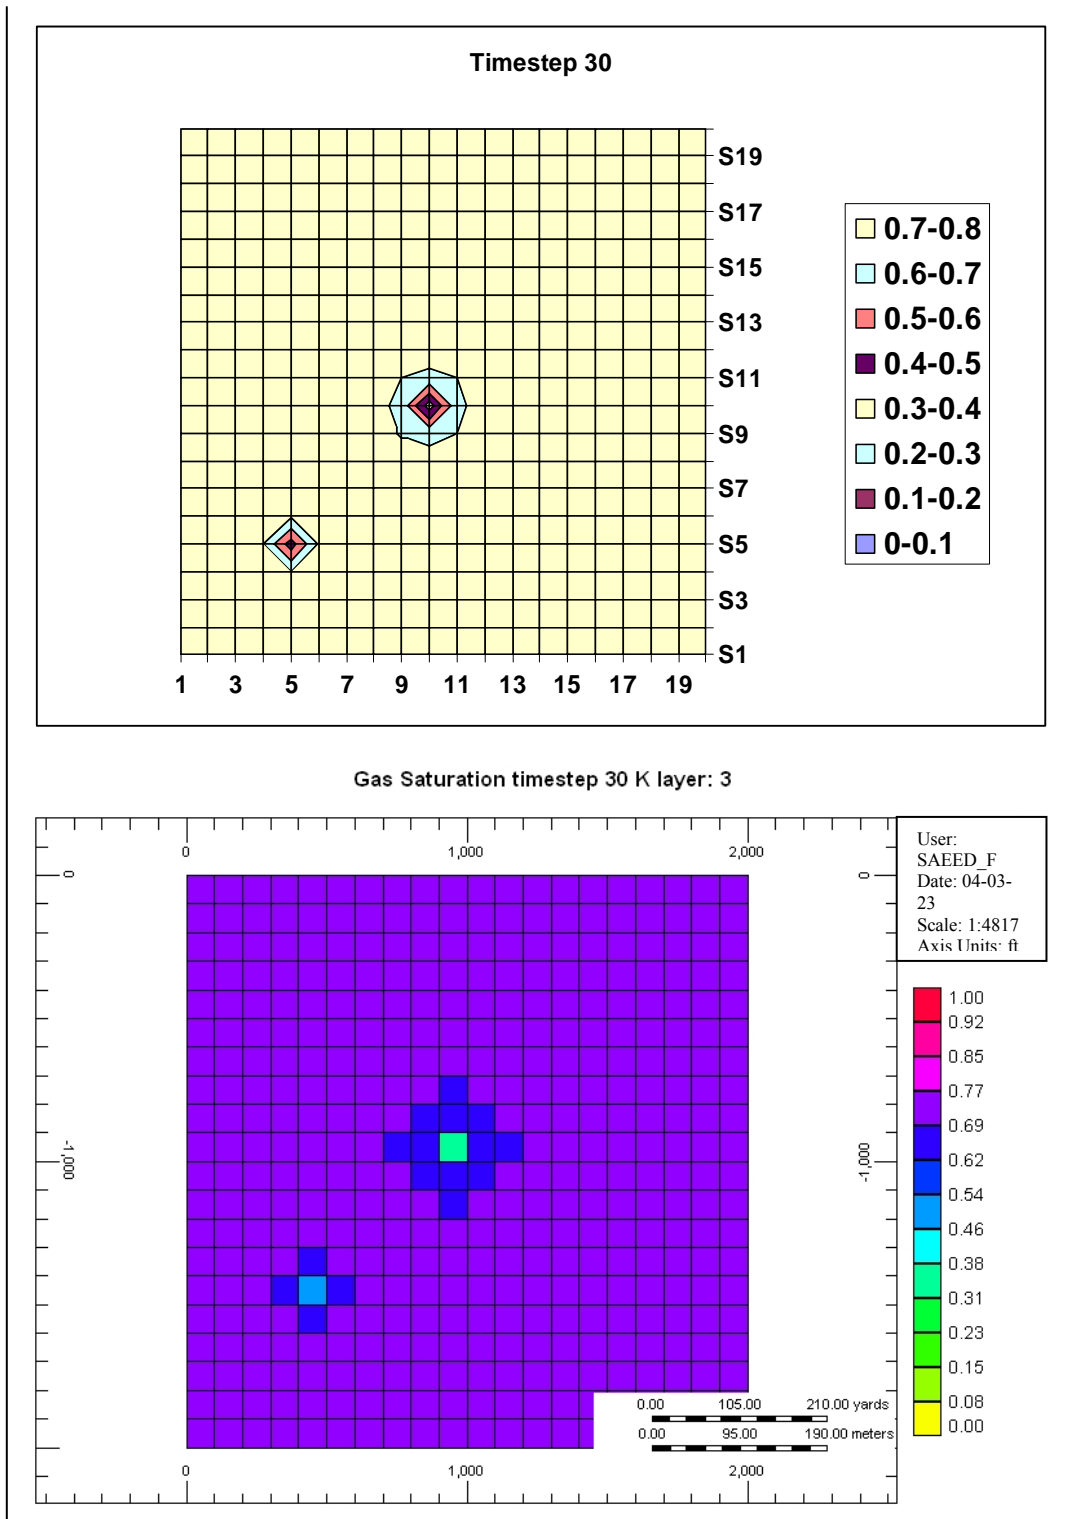 Timestep 30
S19
S17
S15
S13
S11
S9
S7
S5
S3
S1
1 3 5 7 9 11 13 15 17 19
0.7-0.8
0.6-0.7
0.5-0.6
0.4-0.5
0.3-0.4
0.2-0.3
0.1-0.2
0-0.1
Gas Saturation timestep 30 K layer: 3
0 1,000 2,000
0 0
-1,000 -1,000
0 1,000 2,000
User:
SAEED_F
Date: 04-03-
23
Scale: 1:4817
Axis Units: ft
1.00
0.92
0.85
0.77
0.69
0.62
0.54
0.46
0.38
0.31
0.23
0.15
0.08
0.00
0.00 105.00 210.00 yards
0.00 95.00 190.00 meters